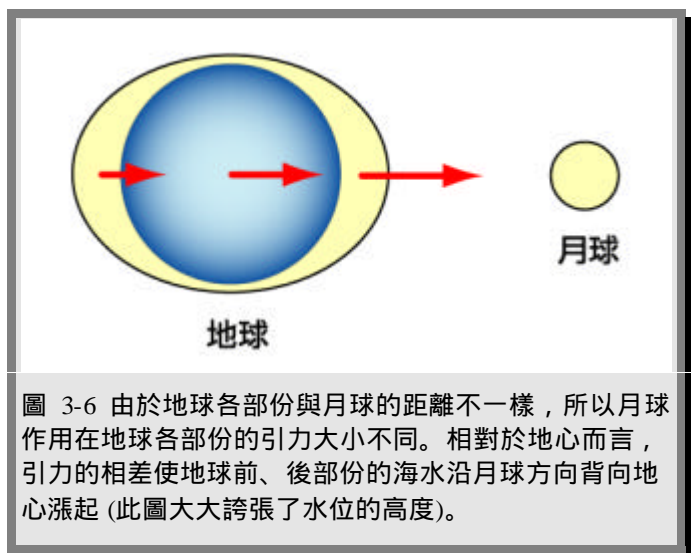 月球
地球
圖 3-6 由於地球各部份與月球的距離不一樣，所以月球
作用在地球各部份的引力大小不同。相對於地心而言，
引力的相差使地球前、後部份的海水沿月球方向背向地
心漲起 (此圖大大誇張了水位的高度)。